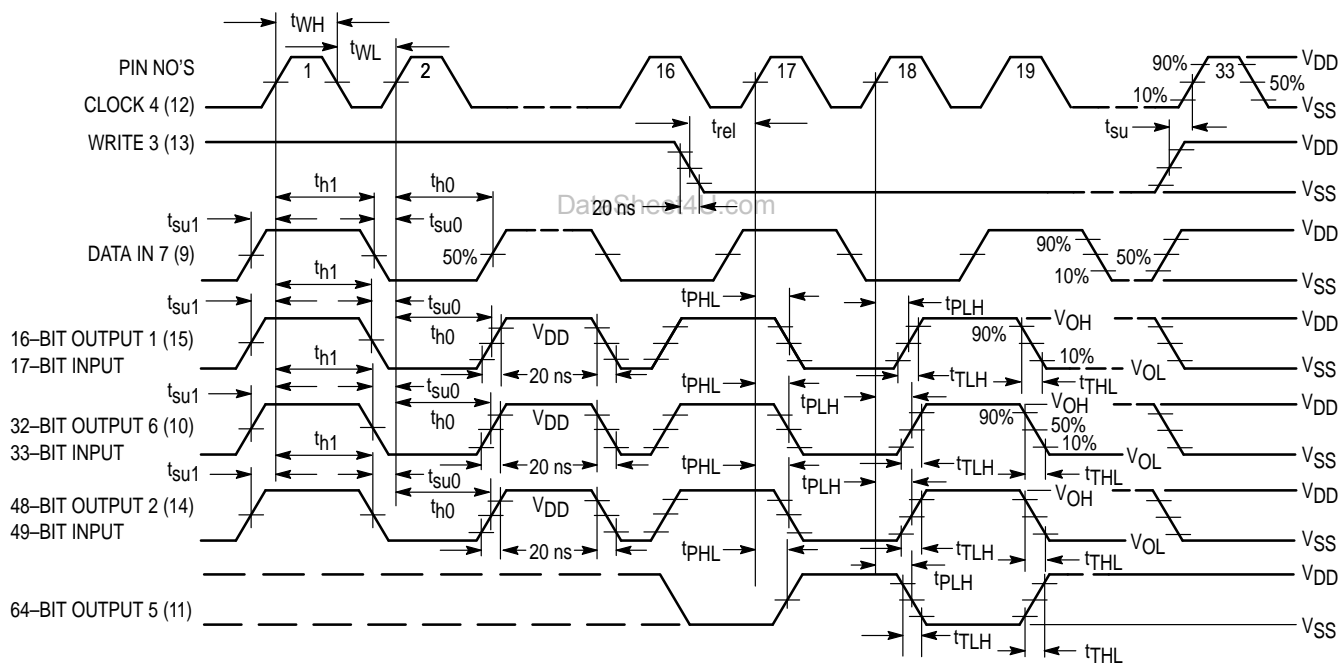 tWH
tWL
PIN NO'S
1
2
16
17
18
19
90%
33
VDD
50%
CLOCK 4 (12)
10%
VSS
trel
tsu
WRITE 3 (13)
VDD
th1
th0
VSS
20 ns
DataSheet4U.com
tsu1
tsu0
VDD
DATA IN 7 (9)
50%
90%
50%
10%
th1
VSS
tsu1
tsu0
tPHL
tPLH
VDD
16–BIT OUTPUT 1 (15)
th0
VDD
90%
VOH
17–BIT INPUT
th1
10%
VOL
VSS
20 ns
tsu1
tsu0
tPHL
tPLH
tTLH
tTHL
VOH
VDD
32–BIT OUTPUT 6 (10)
th0
VDD
90%
50%
33–BIT INPUT
th1
10%
VOL
VSS
20 ns
tsu1
tsu0
tPHL
tPLH
tTLH
tTHL
VDD
48–BIT OUTPUT 2 (14)
th0
VDD
VOH
49–BIT INPUT
VOL
VSS
20 ns
tPHL
tTLH
tTHL
tPLH
VDD
64–BIT OUTPUT 5 (11)
VSS
tTLH
tTHL